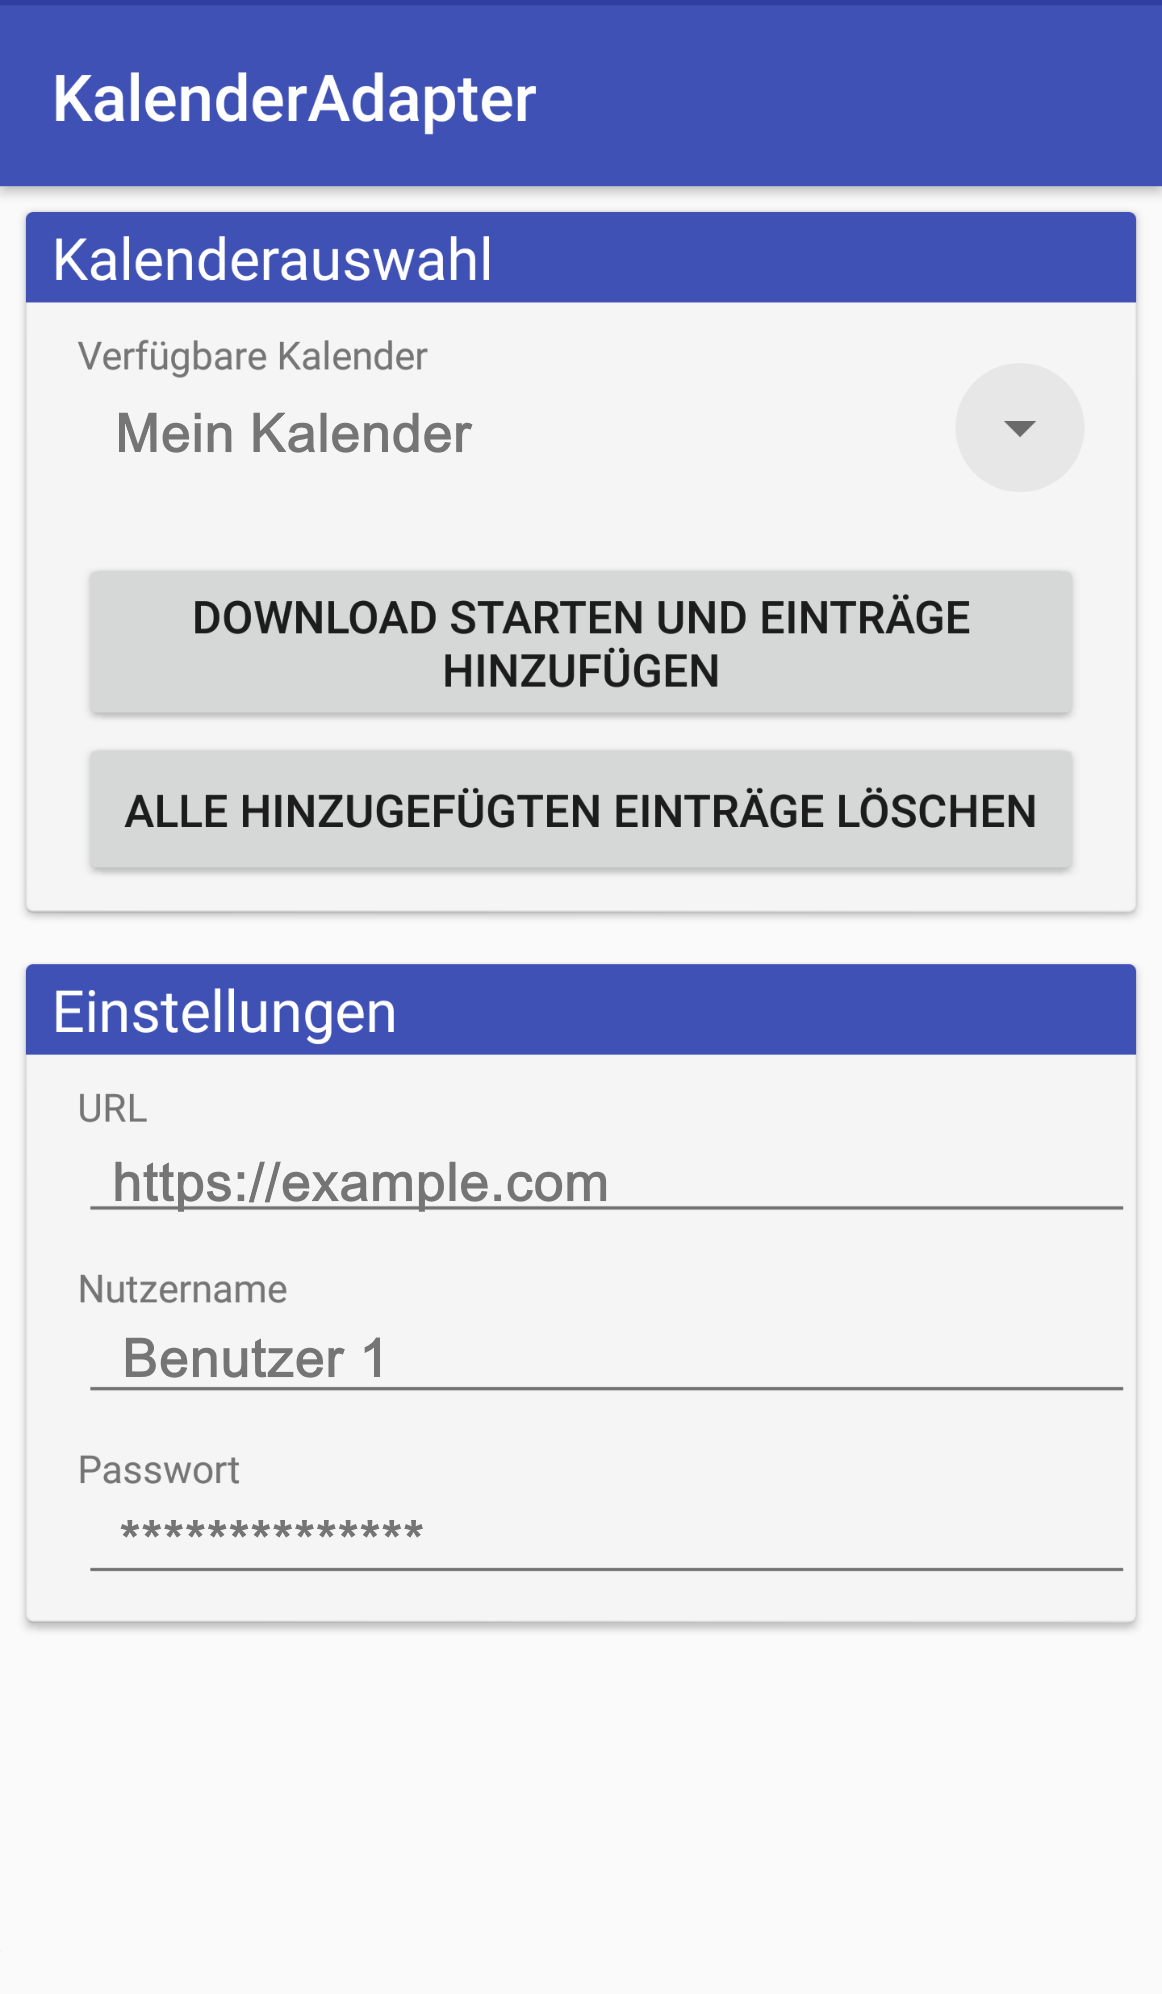 KalenderAdapter
Kalenderauswahl
Verfügbare Kalender
Mein Kalender
DOWNLOAD STARTEN UND EINTRÄGE
HINZUFÜGEN
ALLE HINZUGEFÜGTEN EINTRÄGE LÖSCHEN
Einstellungen
URL
https://example.com
Nutzername
Benutzer 1
Passwort
**************